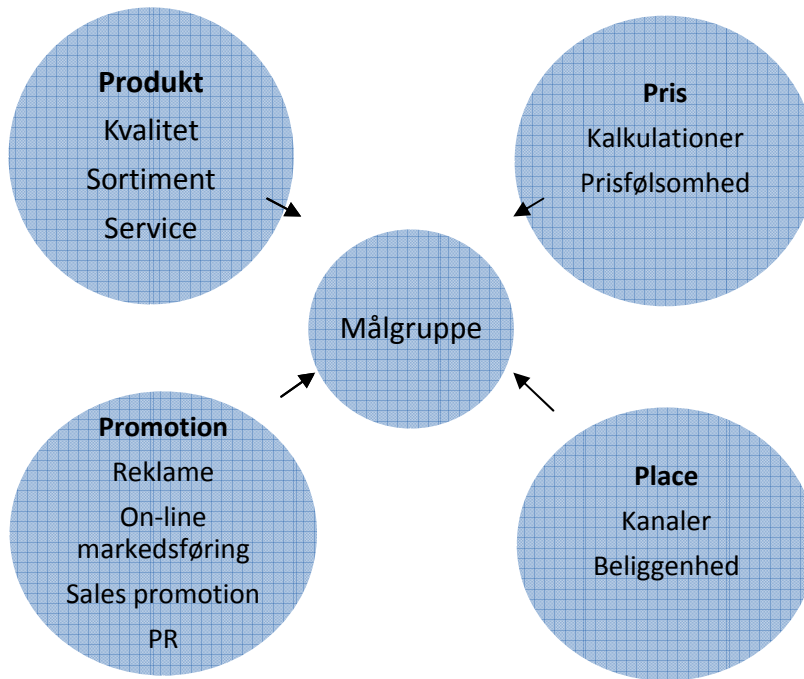 Produkt
Kvalitet
Sortiment
Service
Pris
Kalkulationer
Prisfølsomhed
Målgruppe
Promotion
Reklame
On-line
markedsføring
Sales promotion
PR
Place
Kanaler
Beliggenhed